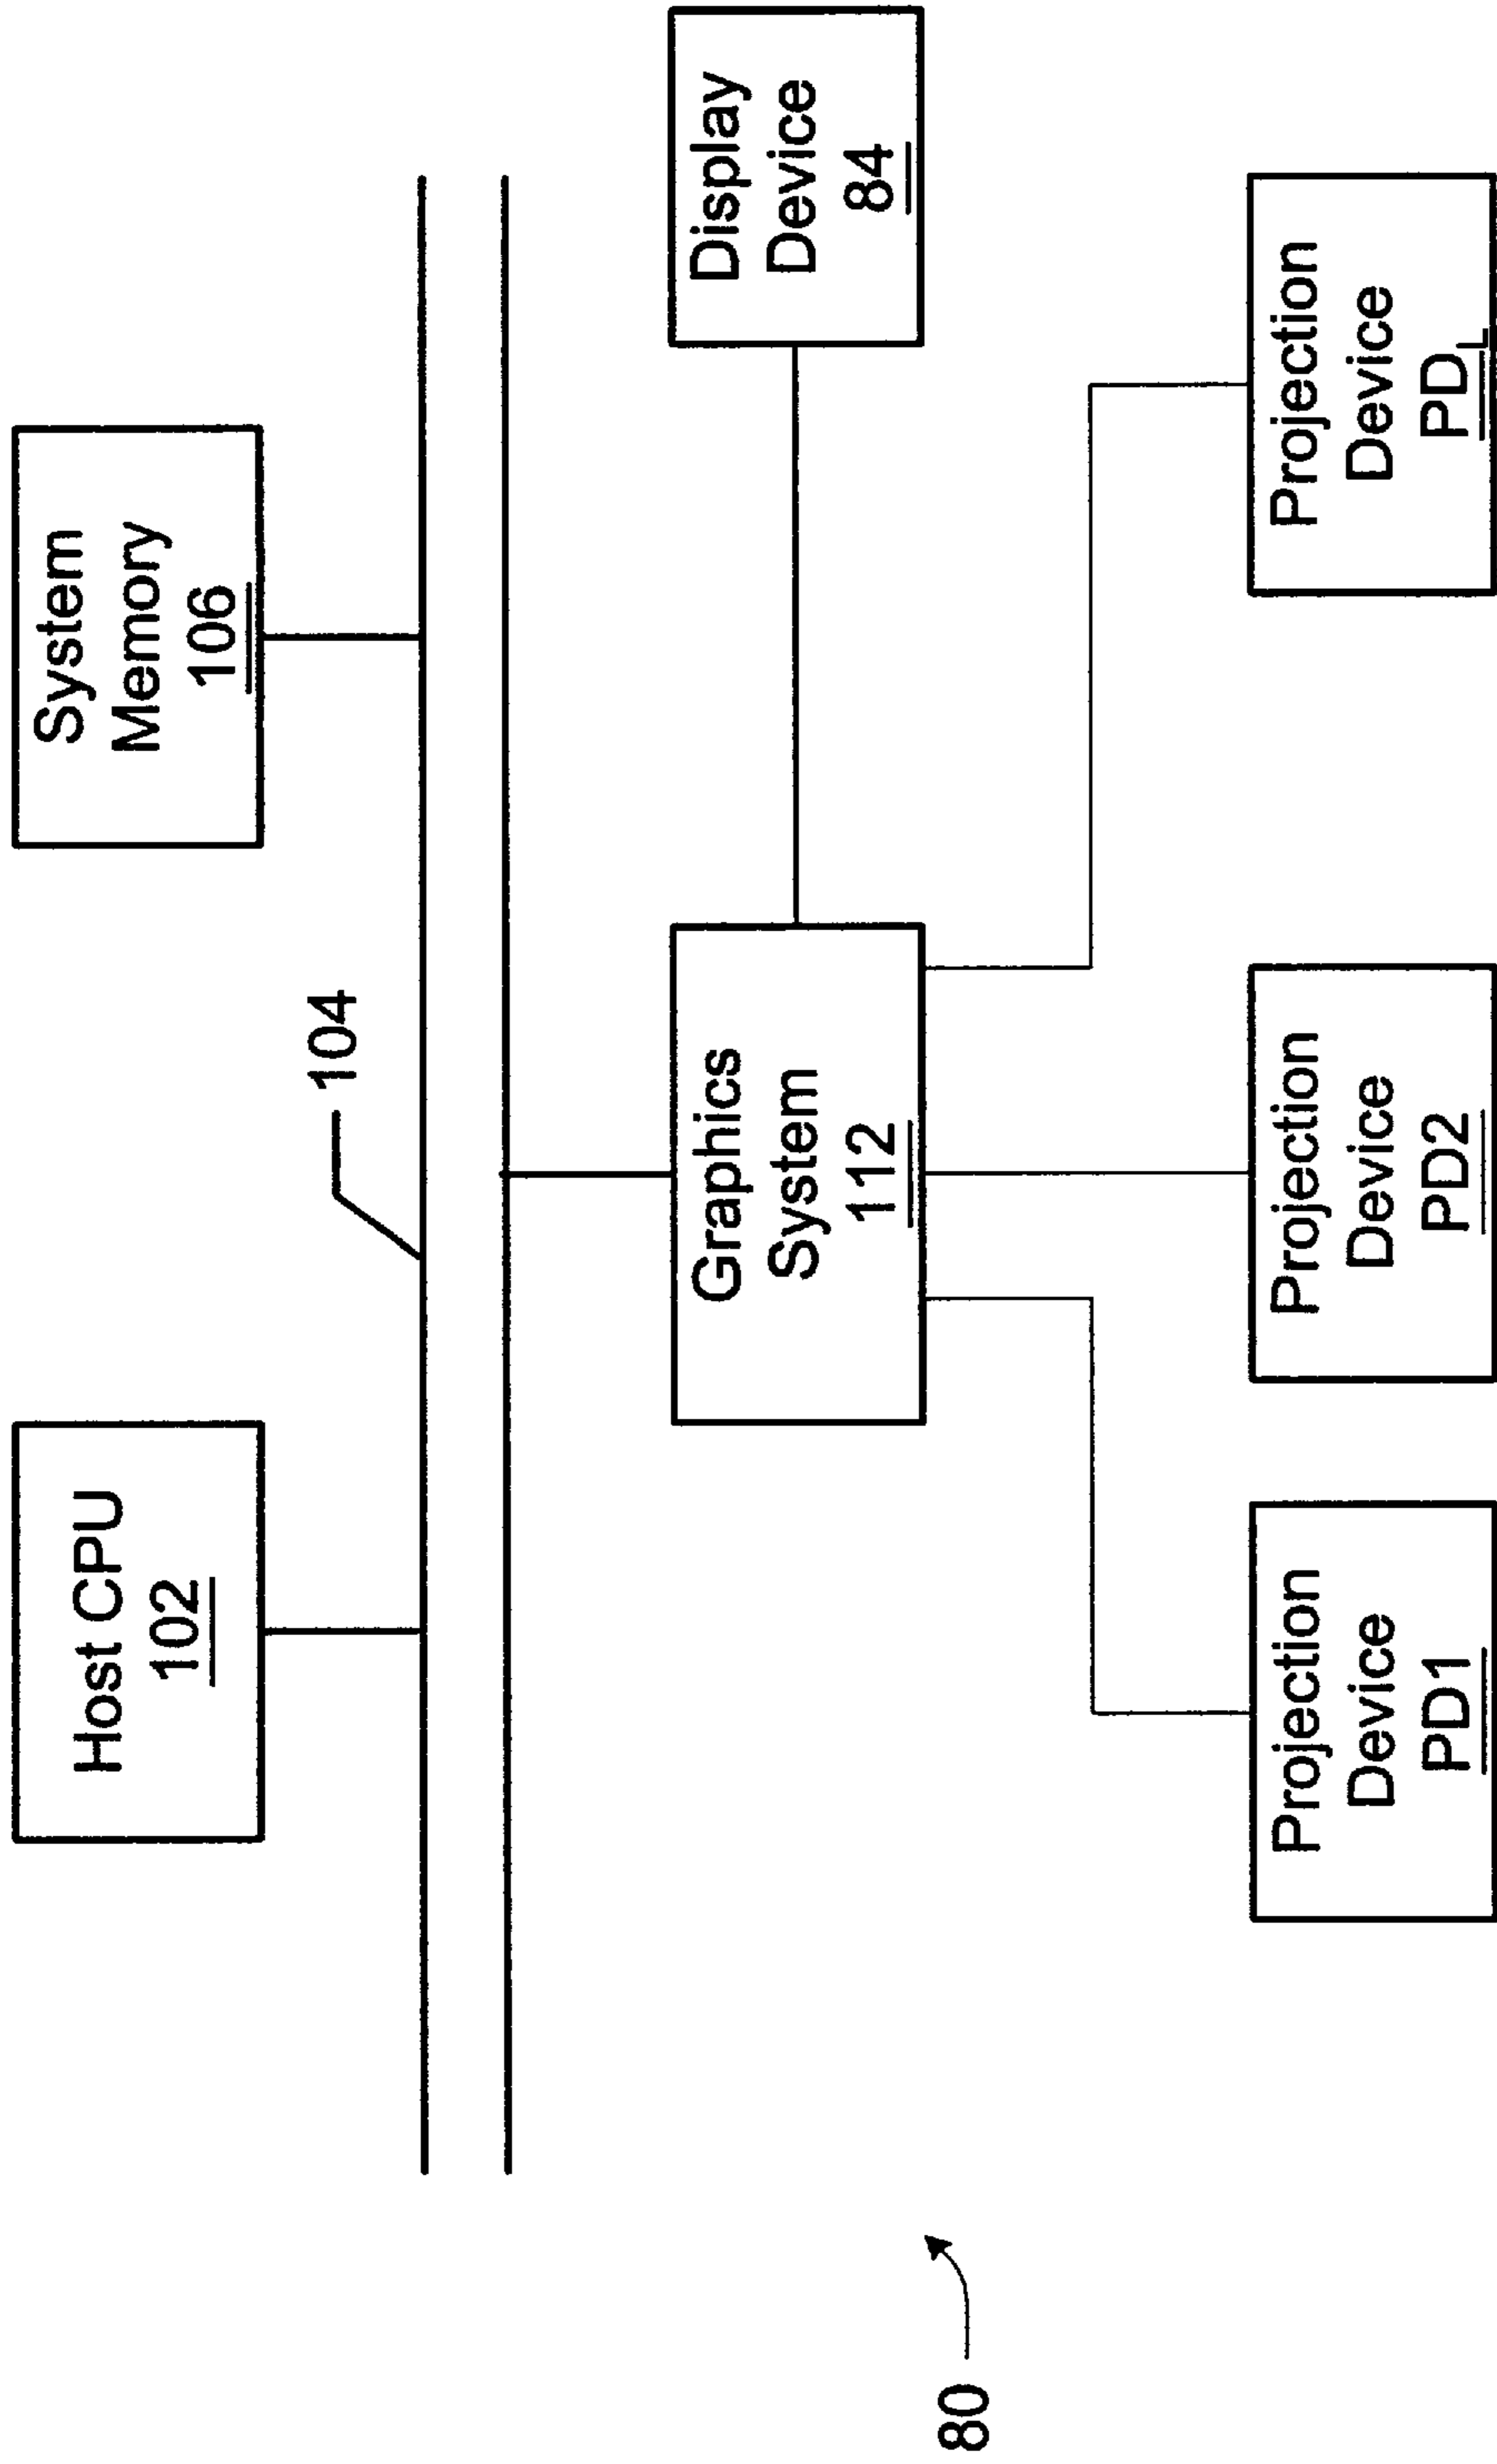 Host CPU
102
System
Memory
106
104
Graphics
System
112
Display
Device
84
Projection
Device
PD1
Projection
Device
PD2
Projection
Device
PD_L
80